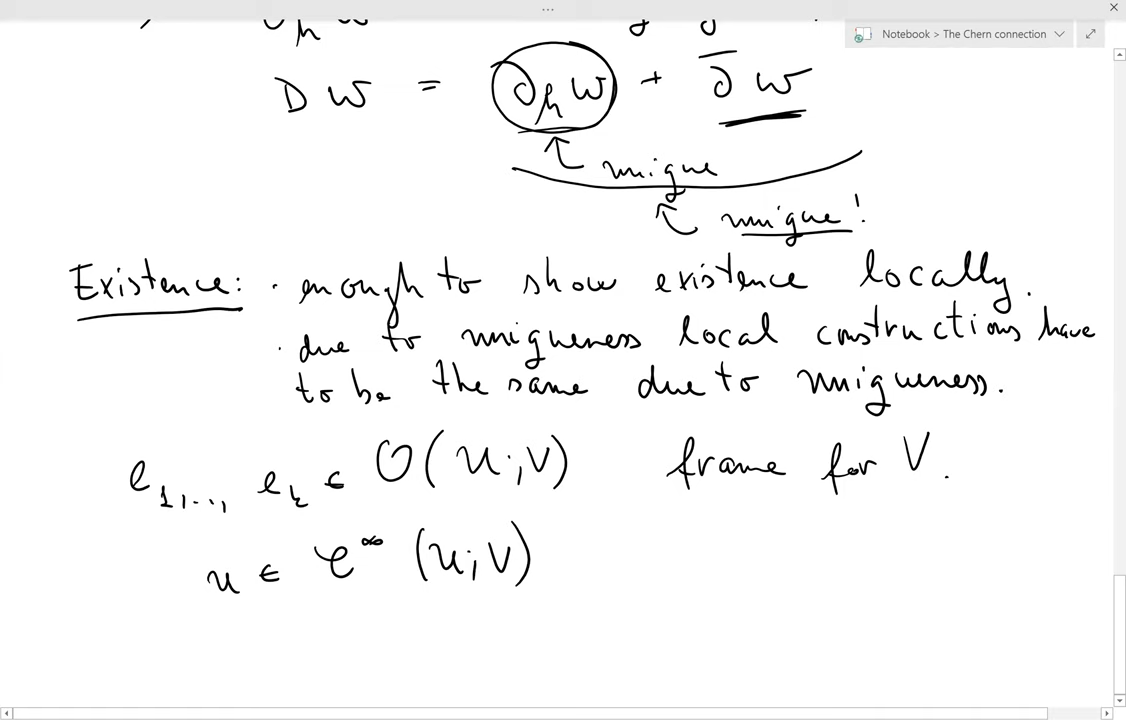 Notebook > The Chern connection
D w = ∂_h w + ∂̄ w
unique
unique!
Existence: · enough to show existence locally.
· due to uniqueness local constructions have
to be the same due to uniqueness.
e_1, ..., e_k ∈ O(U; V) frame for V.
u ∈ C^∞ (U; V)